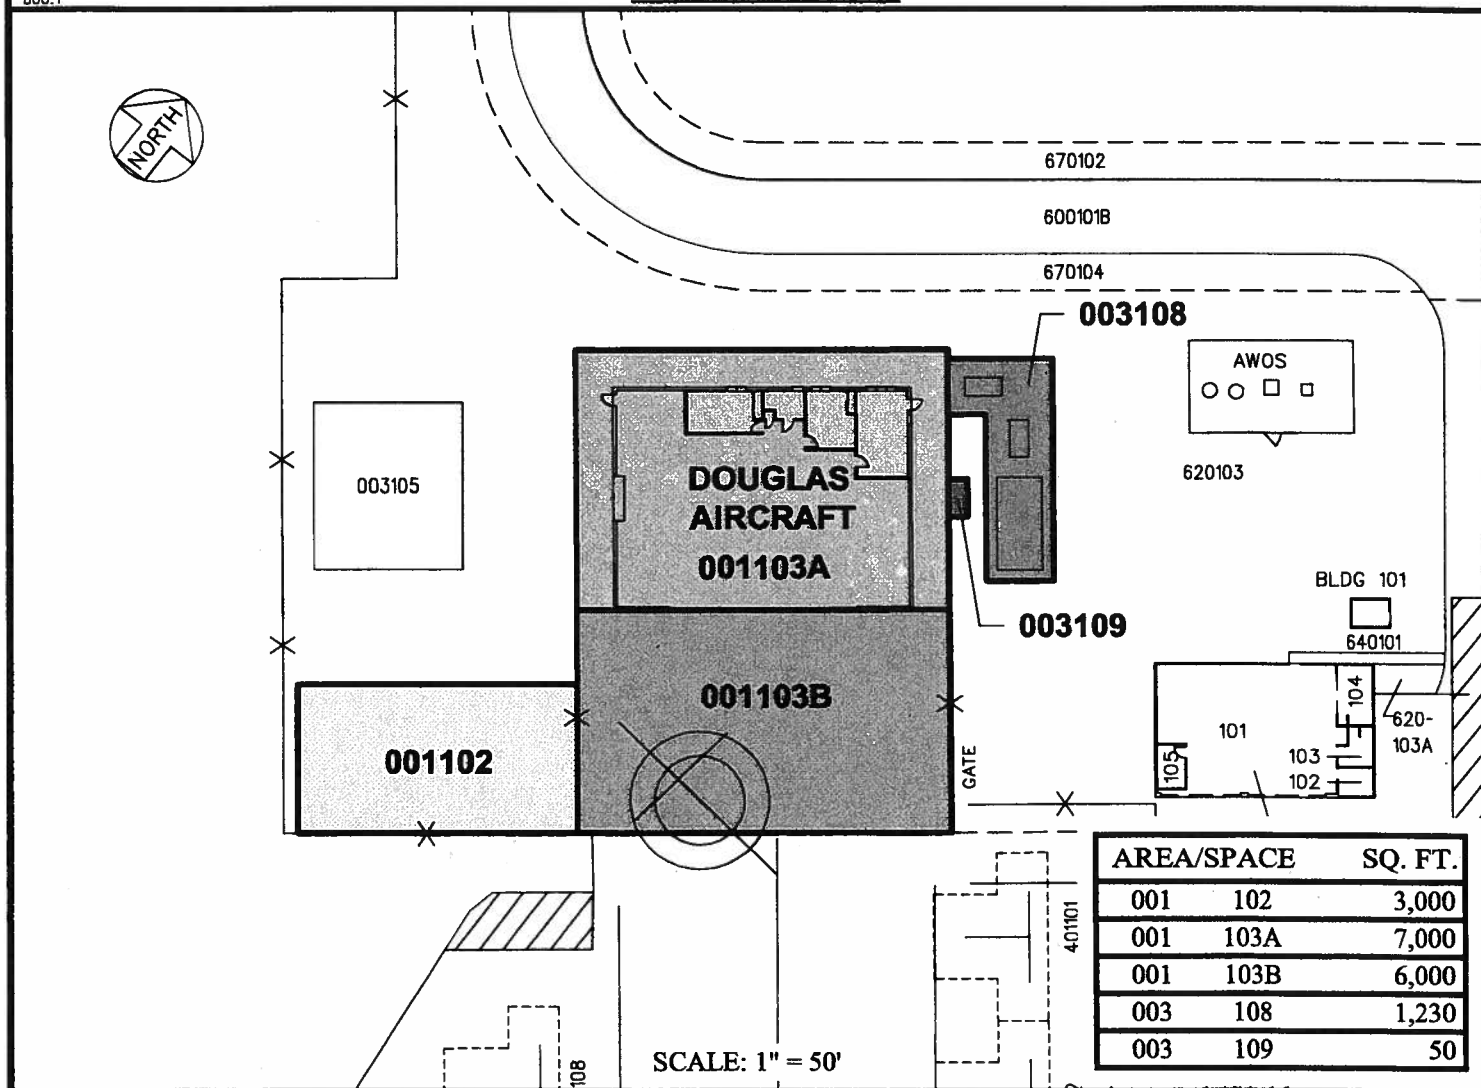 NORTH
670102
600101B
670104
003108
AWOS
620103
003105
DOUGLAS
AIRCRAFT
001103A
003109
BLDG 101
640101
001103B
001102
GATE
101
104
105
103
102
620-
103A
401101
108
AREA/SPACE SQ. FT.
001 102 3,000
001 103A 7,000
001 103B 6,000
003 108 1,230
003 109 50
SCALE: 1" = 50'